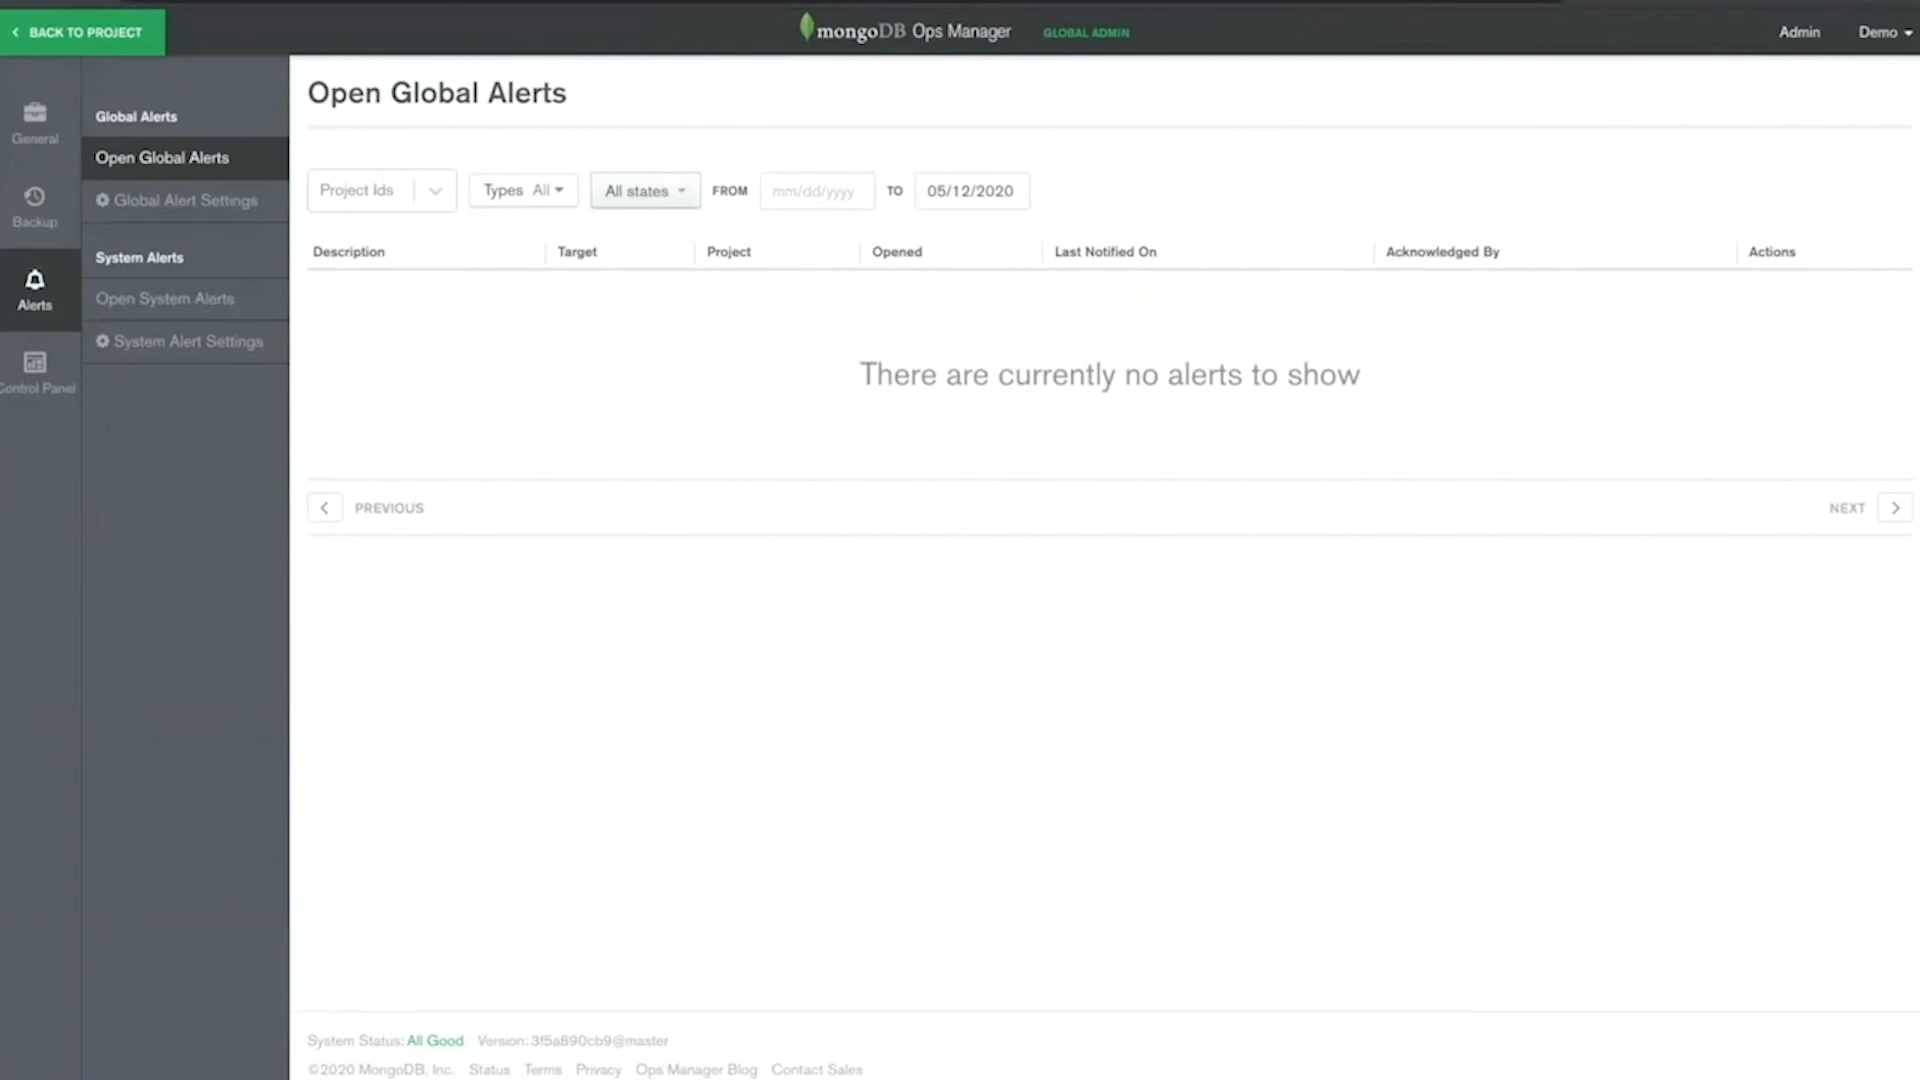 BACK TO PROJECT
mongoDB Ops Manager
GLOBAL ADMIN
Admin
Demo
General
Backup
Alerts
Control Panel
Global Alerts
Open Global Alerts
Global Alert Settings
System Alerts
Open System Alerts
System Alert Settings
Open Global Alerts
Project Ids
Types All
All states
FROM
mm/dd/yyyy
TO
05/12/2020
Description
Target
Project
Opened
Last Notified On
Acknowledged By
Actions
There are currently no alerts to show
PREVIOUS
NEXT
System Status: All Good Version: 3f5a890cb9@master
©2020 MongoDB, Inc. Status Terms Privacy Ops Manager Blog Contact Sales